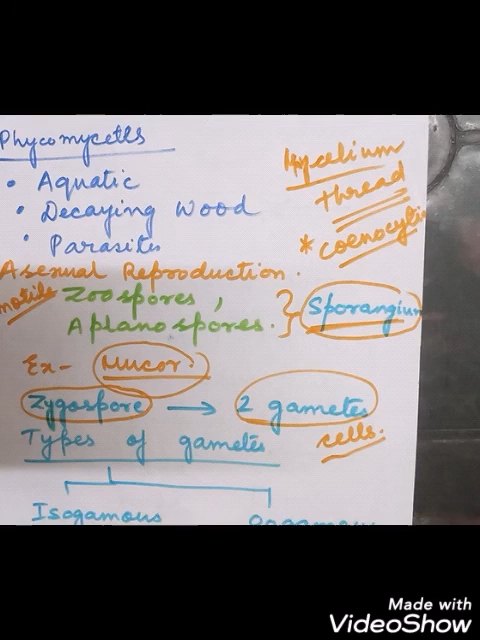 Phycomycetes
• Aquatic
• Decaying Wood
• Parasites
Mycelium
thread
* coenocytic
Asexual Reproduction.
motile Zoospores,
Aplanospores. } Sporangium
Ex- Mucor.
Zygospore → 2 gametes
cells.
Types of gametes
Isogamous
Made with
VideoShow